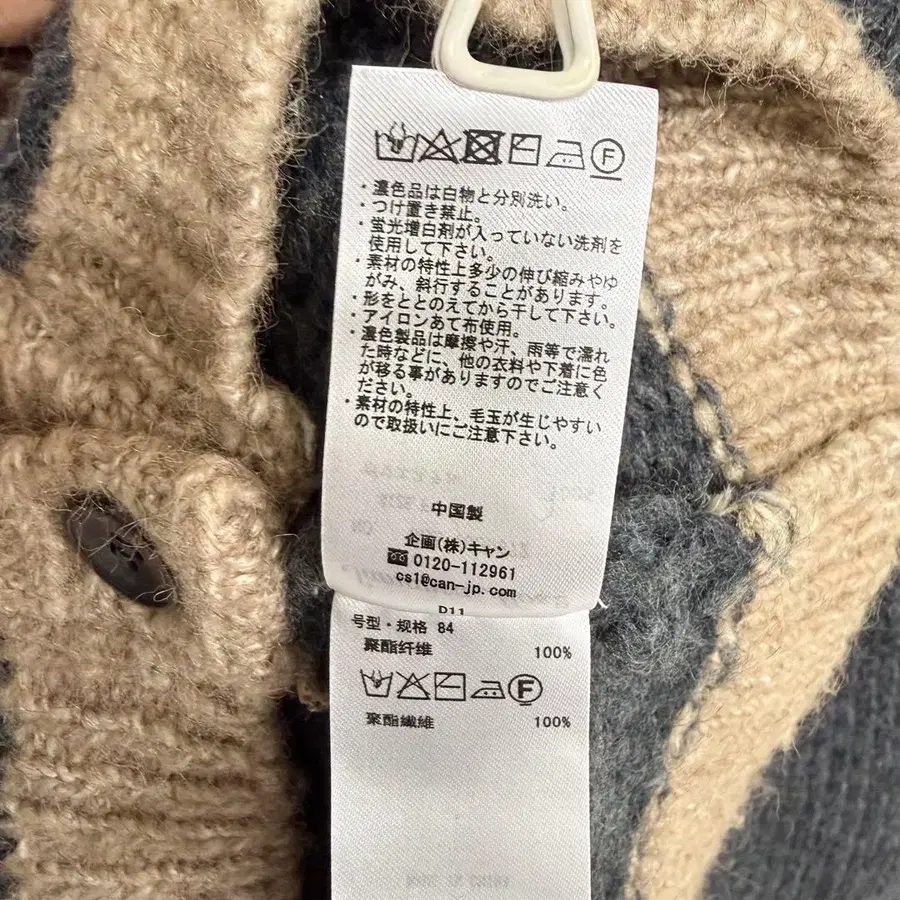 F
・濃色品は白物と分別洗い。
・つけ置き禁止。
・蛍光増白剤が入っていない洗剤を
使用して下さい。
・素材の特性上多少の伸び縮みやゆ
がみ、斜行することがあります。
・形をととのえてから干して下さい。
・アイロンあて布使用。
・濃色製品は摩擦や汗、雨等で濡れ
た時などに、他の衣料や下着に色
が移る事がありますのでご注意く
ださい。
・素材の特性上、毛玉が生じやすい
ので取扱いにご注意下さい。
中国製
企画(株)キャン
0120-112961
cs1@can-jp.com
D11
号型・规格 84
聚酯纤维 100%
F
聚酯纖維 100%